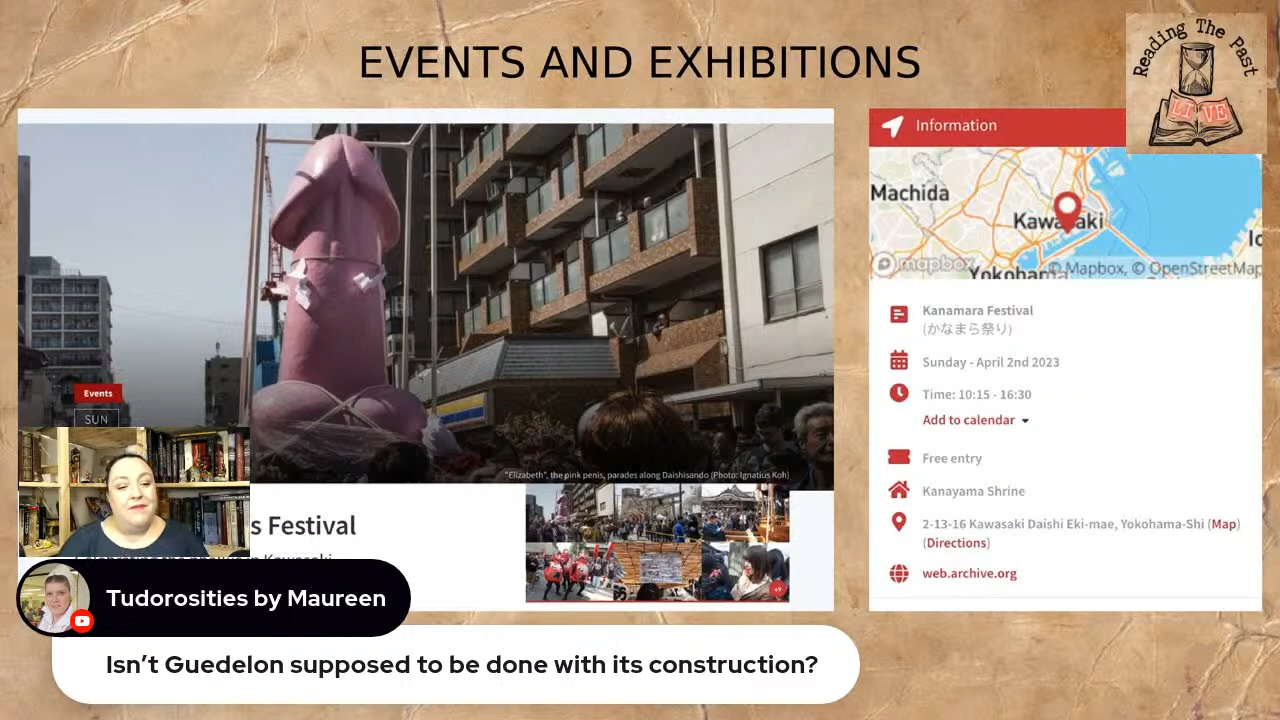 EVENTS AND EXHIBITIONS
Reading The Past
LIVE
Events
SUN
"Elizabeth", the pink penis, parades along Daishisando (Photo: Ignatius Koh)
s Festival
+9
Information
Machida
Kawasaki
Yokohama
mapbox
© Mapbox, © OpenStreetMap
Kanamara Festival
(かなまら祭り)
Sunday - April 2nd 2023
Time: 10:15 - 16:30
Add to calendar
Free entry
Kanayama Shrine
2-13-16 Kawasaki Daishi Eki-mae, Yokohama-Shi (Map)
(Directions)
web.archive.org
Tudorosities by Maureen
Isn’t Guedelon supposed to be done with its construction?